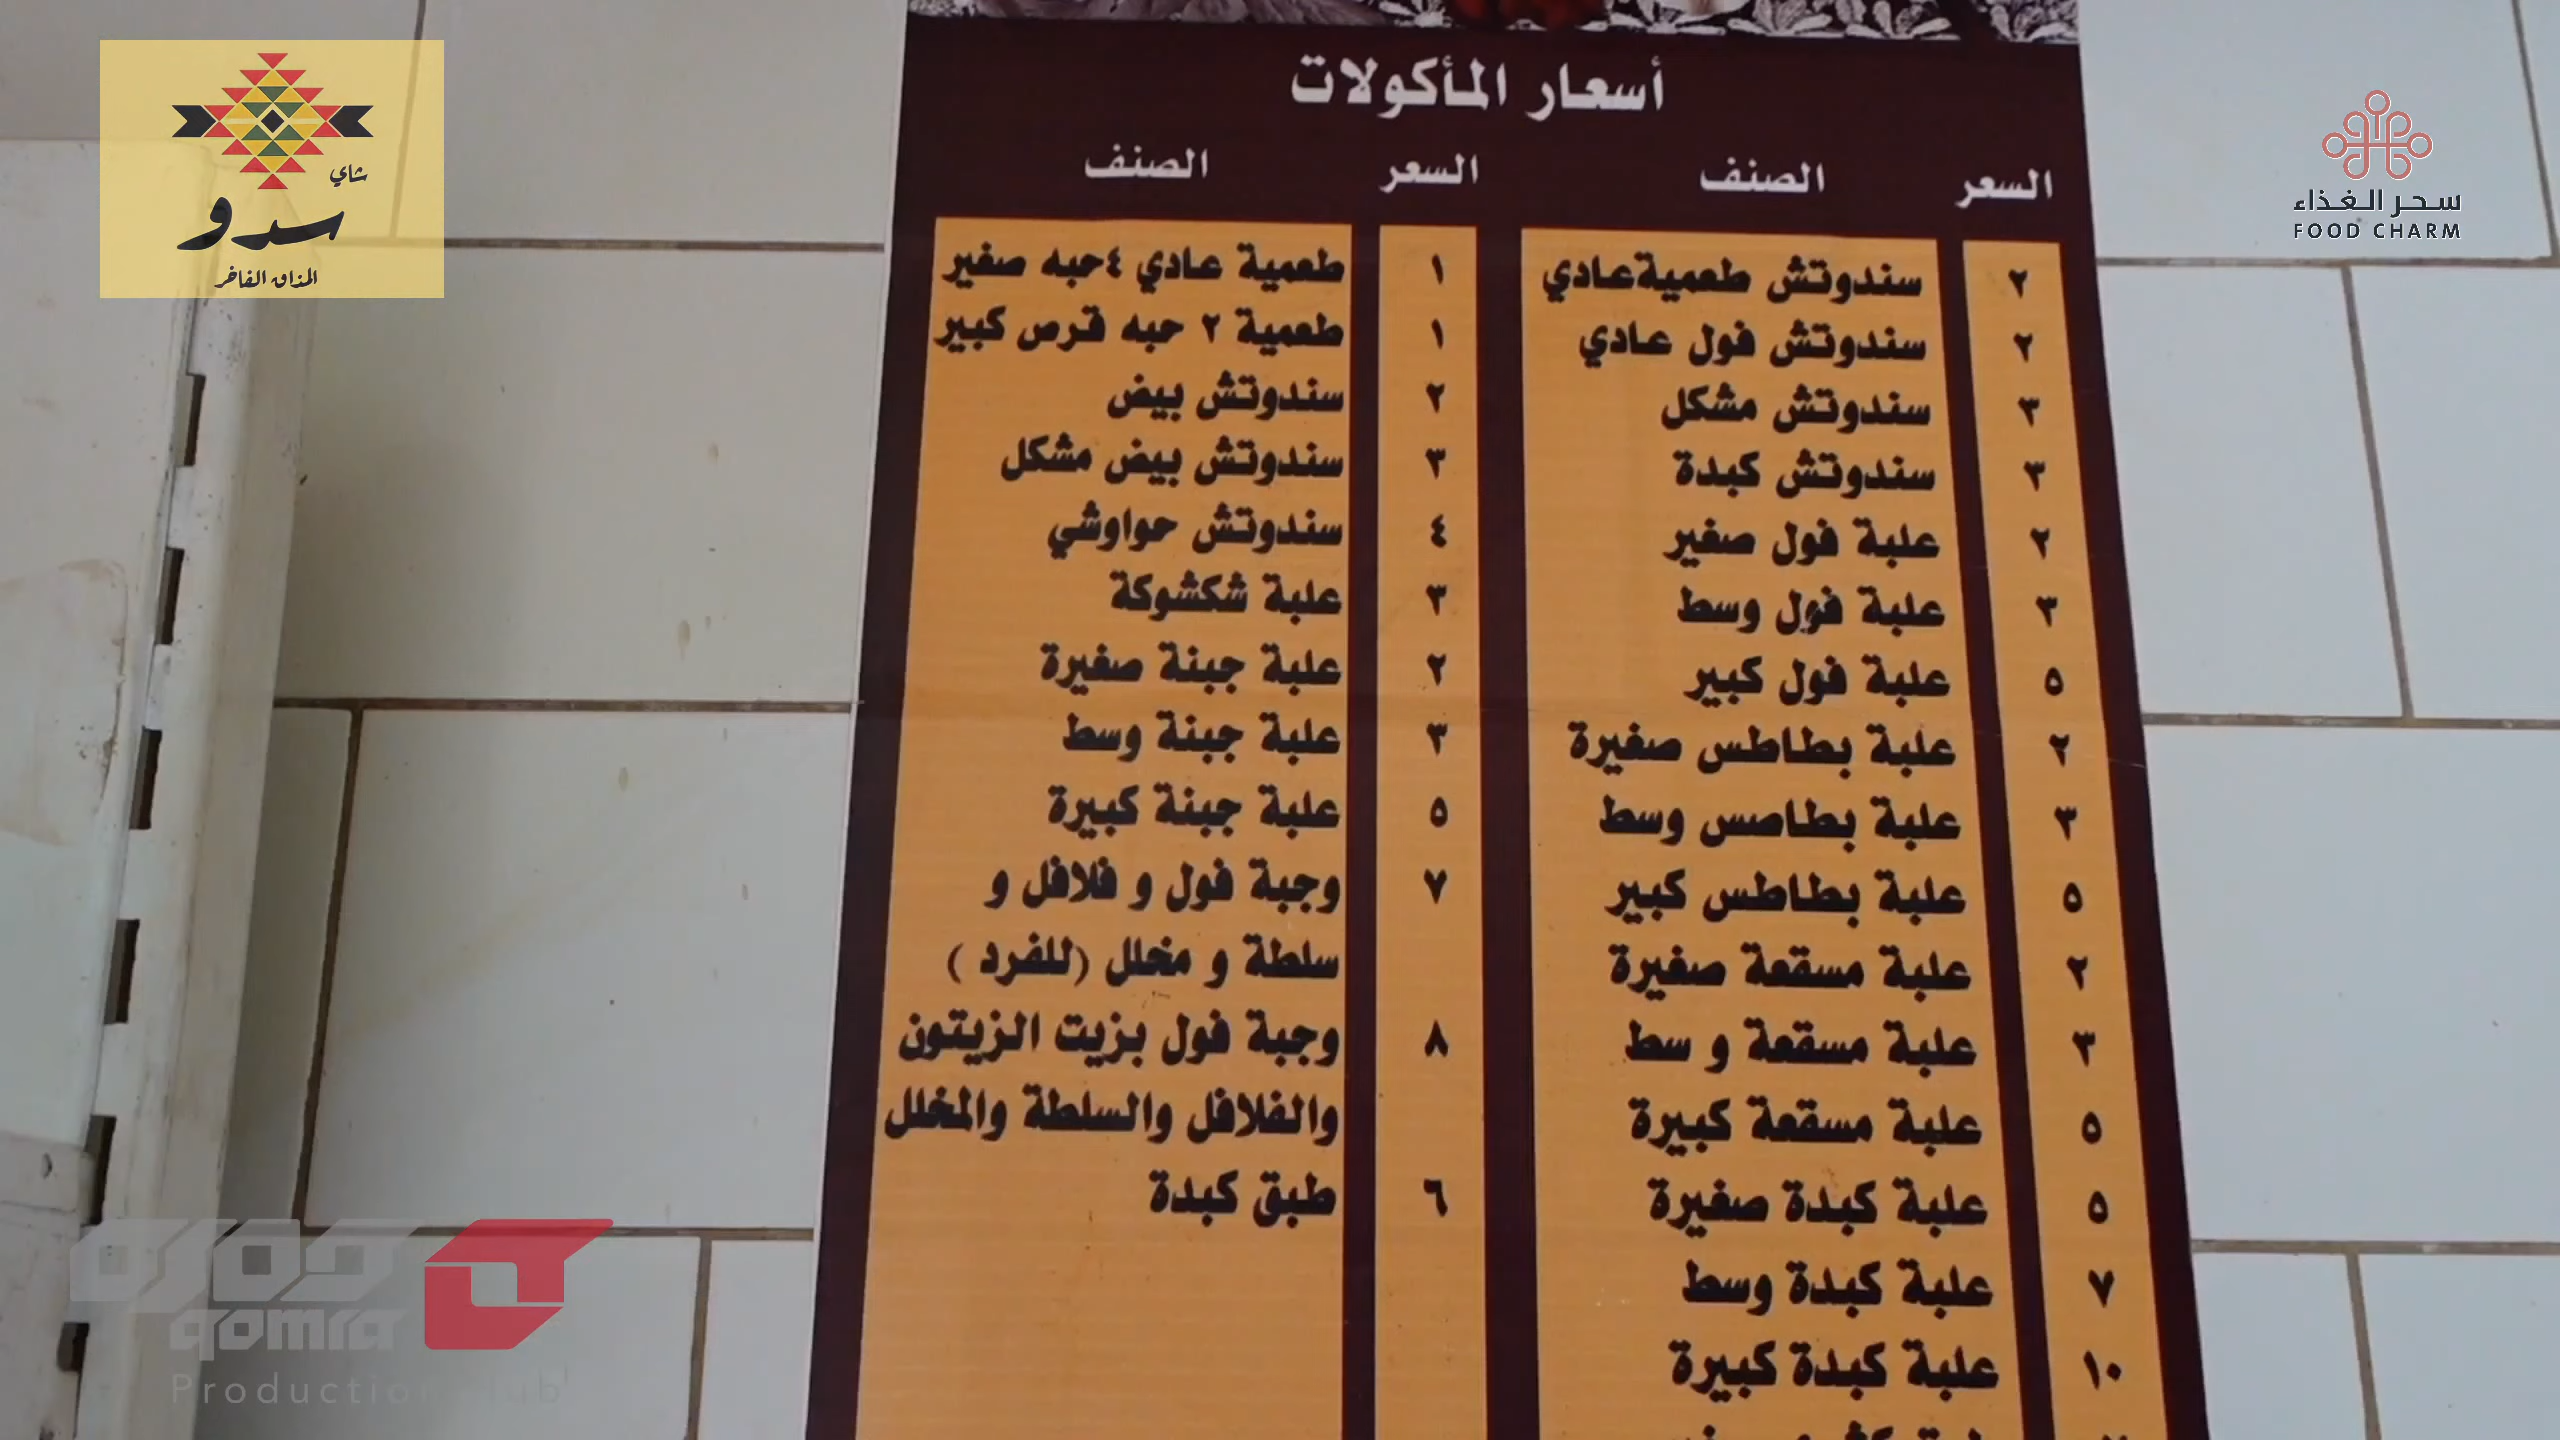 شاي
سدو
المذاق الفاخر
سحر الغذاء
FOOD CHARM
أسعار المأكولات
السعر الصنف السعر الصنف
٢ سندوتش طعمية عادي
٢ سندوتش فول عادي
٣ سندوتش مشكل
٣ سندوتش كبدة
٢ علبة فول صغير
٣ علبة فول وسط
٥ علبة فول كبير
٢ علبة بطاطس صغيرة
٣ علبة بطاصس وسط
٥ علبة بطاطس كبير
٢ علبة مسقعة صغيرة
٣ علبة مسقعة و سط
٥ علبة مسقعة كبيرة
٥ علبة كبدة صغيرة
٧ علبة كبدة وسط
١٠ علبة كبدة كبيرة
١ طعمية عادي ٤حبه صغير
١ طعمية ٢ حبه قرص كبير
٢ سندوتش بيض
٣ سندوتش بيض مشكل
٤ سندوتش حواوشي
٣ علبة شكشوكة
٢ علبة جبنة صغيرة
٣ علبة جبنة وسط
٥ علبة جبنة كبيرة
٧ وجبة فول و فلافل و
سلطة و مخلل (للفرد )
٨ وجبة فول بزيت الزيتون
والفلافل والسلطة والمخلل
٦ طبق كبدة
قمرة
qomra
Production Club